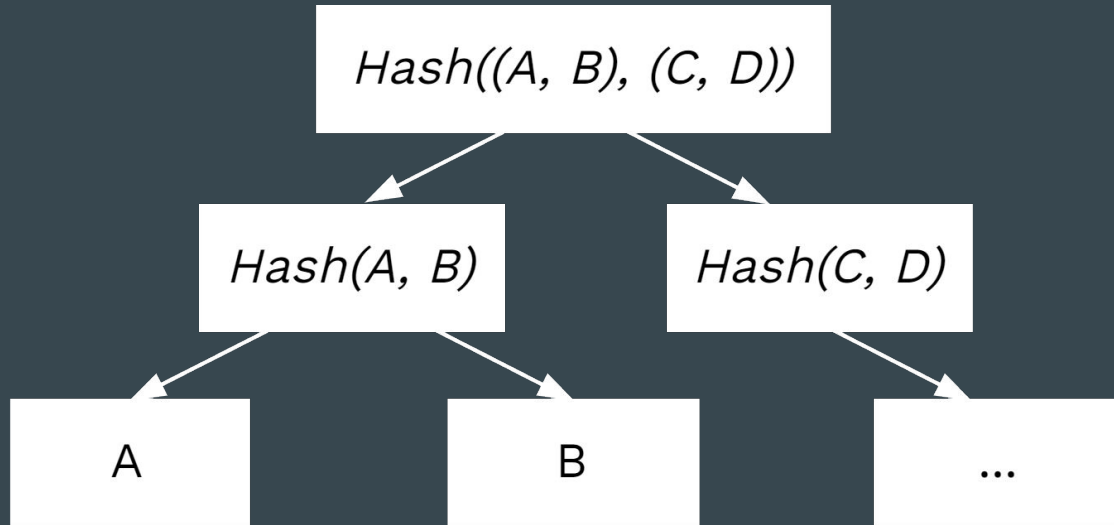 Hash((A, B), (C, D))
Hash(A, B)
Hash(C, D)
A
B
...